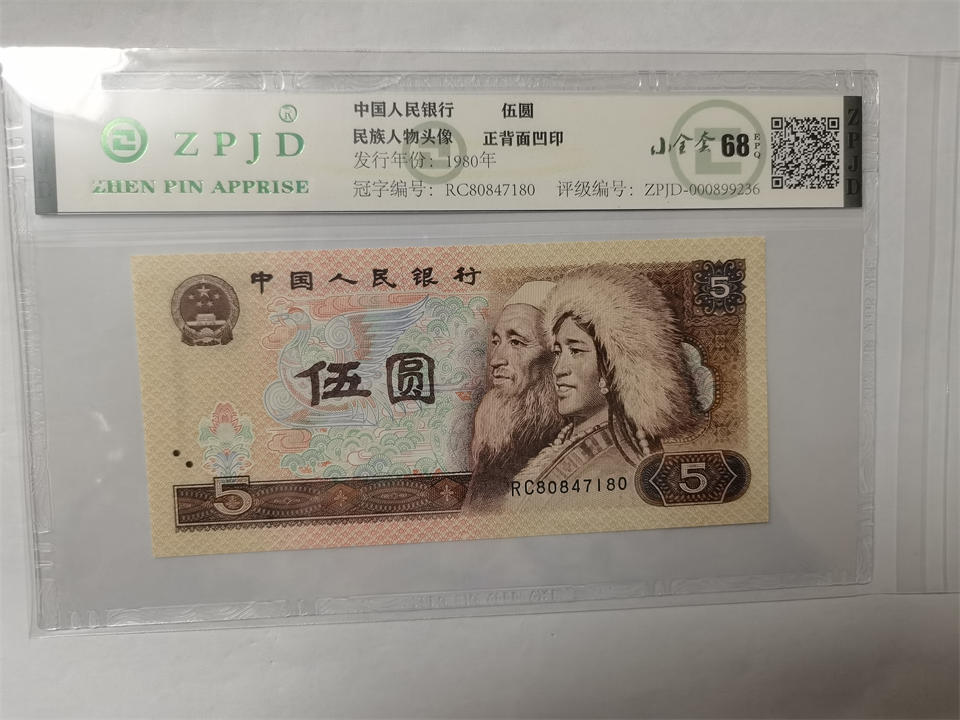 ZPJD®
ZHEN PIN APPRISE
中国人民银行 伍圆
民族人物头像 正背面凹印
发行年份：1980年
冠字编号：RC80847180 评级编号：ZPJD-000899236
小全套 68 EPQ
ZPJD
中国人民银行
5
伍圆
RC80847180
5
5